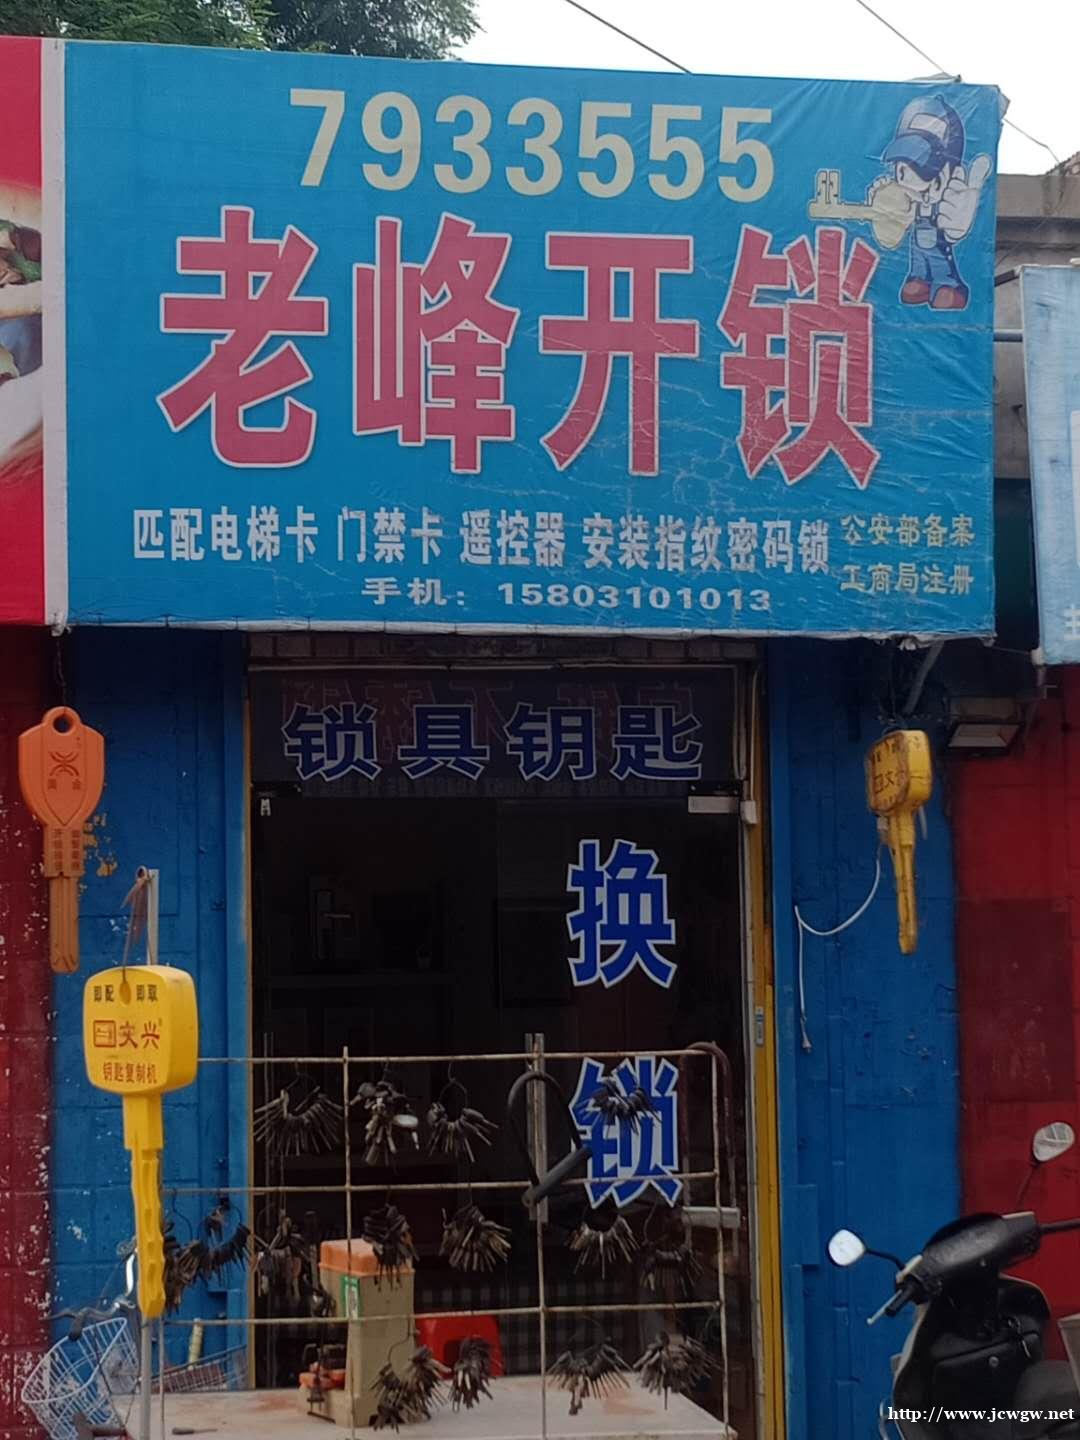 7933555
老峰开锁
匹配电梯卡 门禁卡 遥控器 安装指纹密码锁
公安部备案
工商局注册
手机：15803101013
锁具钥匙
换
锁
即配 即取
文兴
钥匙复制机
文兴
http://www.jcwgw.net